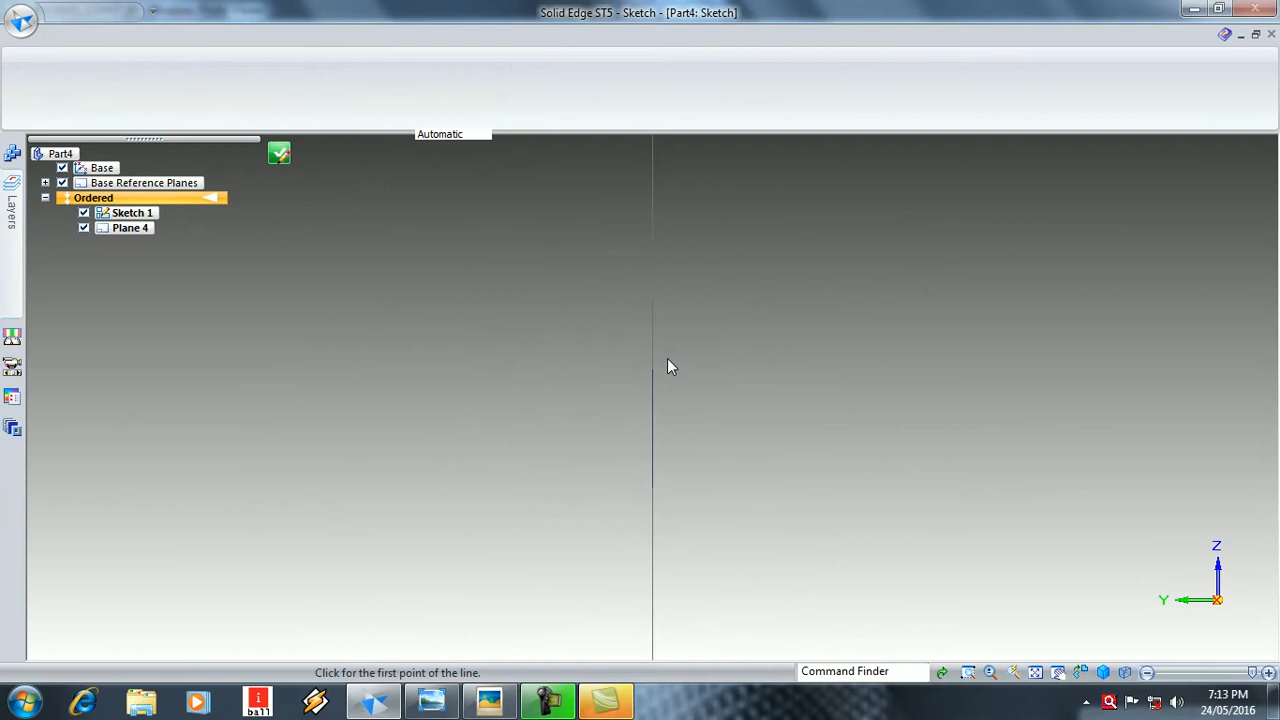 Solid Edge ST5 - Sketch - [Part4: Sketch]
Automatic
Part4
Base
Base Reference Planes
Ordered
Sketch 1
Plane 4
Layers
Z
Y
Click for the first point of the line.
Command Finder
i
ball
7:13 PM
24/05/2016